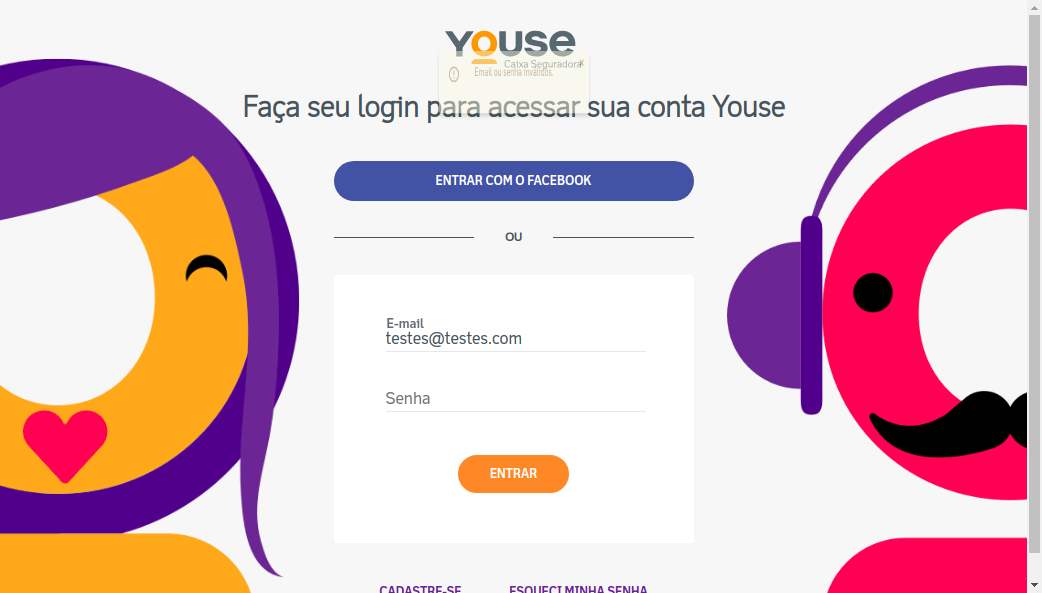 Youse
Caixa Seguradora
x
Email ou senha inválidos.
Faça seu login para acessar sua conta Youse
ENTRAR COM O FACEBOOK
OU
E-mail
testes@testes.com
Senha
ENTRAR
CADASTRE-SE ESQUECI MINHA SENHA